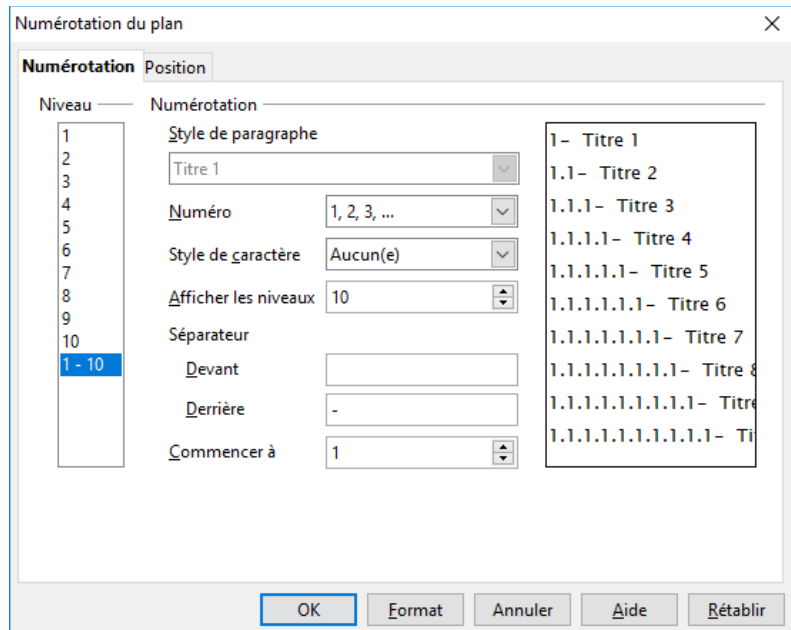 Numérotation du plan
Numérotation Position
Niveau
1
2
3
4
5
6
7
8
9
10
1 - 10
Numérotation
Style de paragraphe
Titre 1
Numéro 1, 2, 3, ...
Style de caractère Aucun(e)
Afficher les niveaux 10
Séparateur
Devant
Derrière -
Commencer à 1
1- Titre 1
1.1- Titre 2
1.1.1- Titre 3
1.1.1.1- Titre 4
1.1.1.1.1- Titre 5
1.1.1.1.1.1- Titre 6
1.1.1.1.1.1.1- Titre 7
1.1.1.1.1.1.1.1- Titre 8
1.1.1.1.1.1.1.1.1- Titre
1.1.1.1.1.1.1.1.1.1- Ti
OK Format Annuler Aide Rétablir